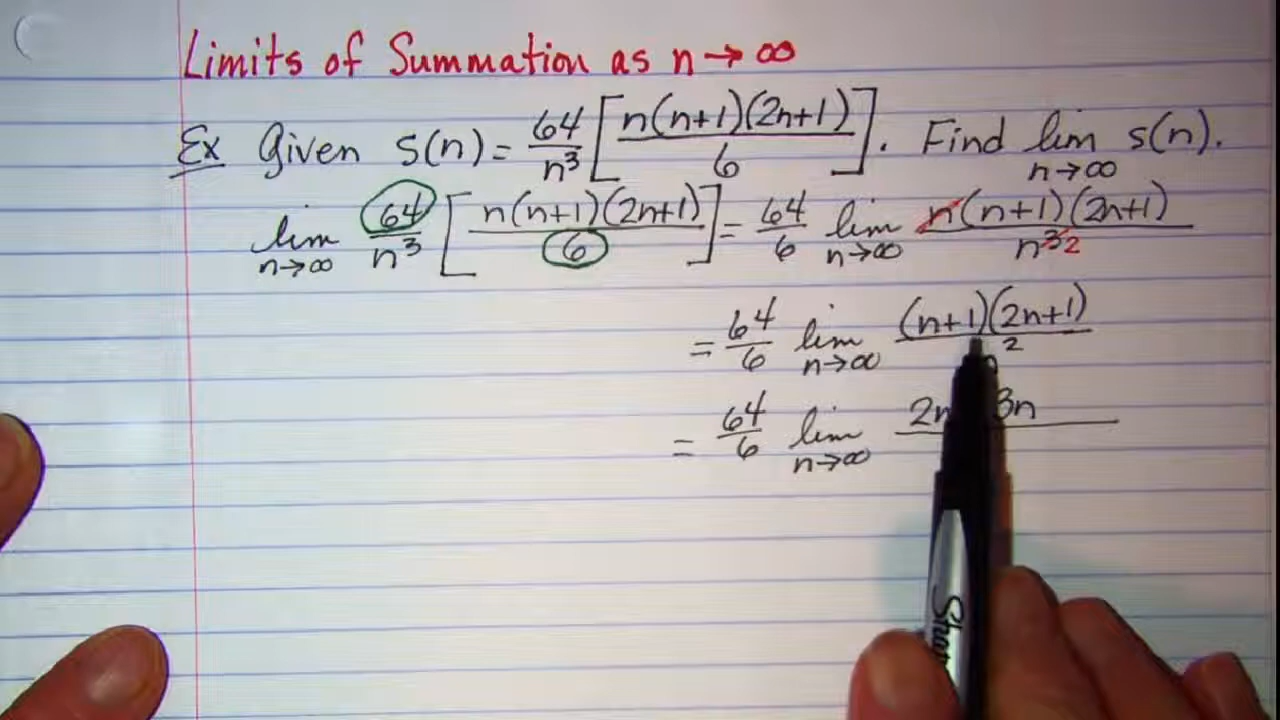 Limits of Summation as n→∞
Ex Given s(n) = 64/n³ [n(n+1)(2n+1)/6]. Find lim n→∞ s(n).
lim n→∞ 64/n³ [n(n+1)(2n+1)/6] = 64/6 lim n→∞ n(n+1)(2n+1)/n³ 2
= 64/6 lim n→∞ (n+1)(2n+1)/n²
= 64/6 lim n→∞ 2n 3n